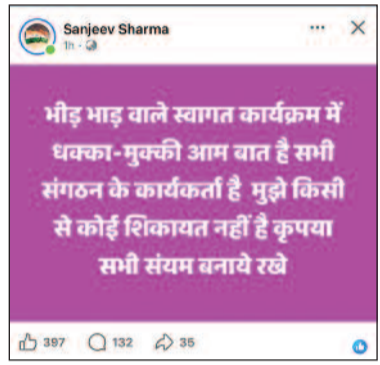 Sanjeev Sharma
1h
भीड़ भाड़ वाले स्वागत कार्यक्रम में
धक्का-मुक्की आम बात है सभी
संगठन के कार्यकर्ता है मुझे किसी
से कोई शिकायत नहीं है कृपया
सभी संयम बनाये रखे
397 132 35